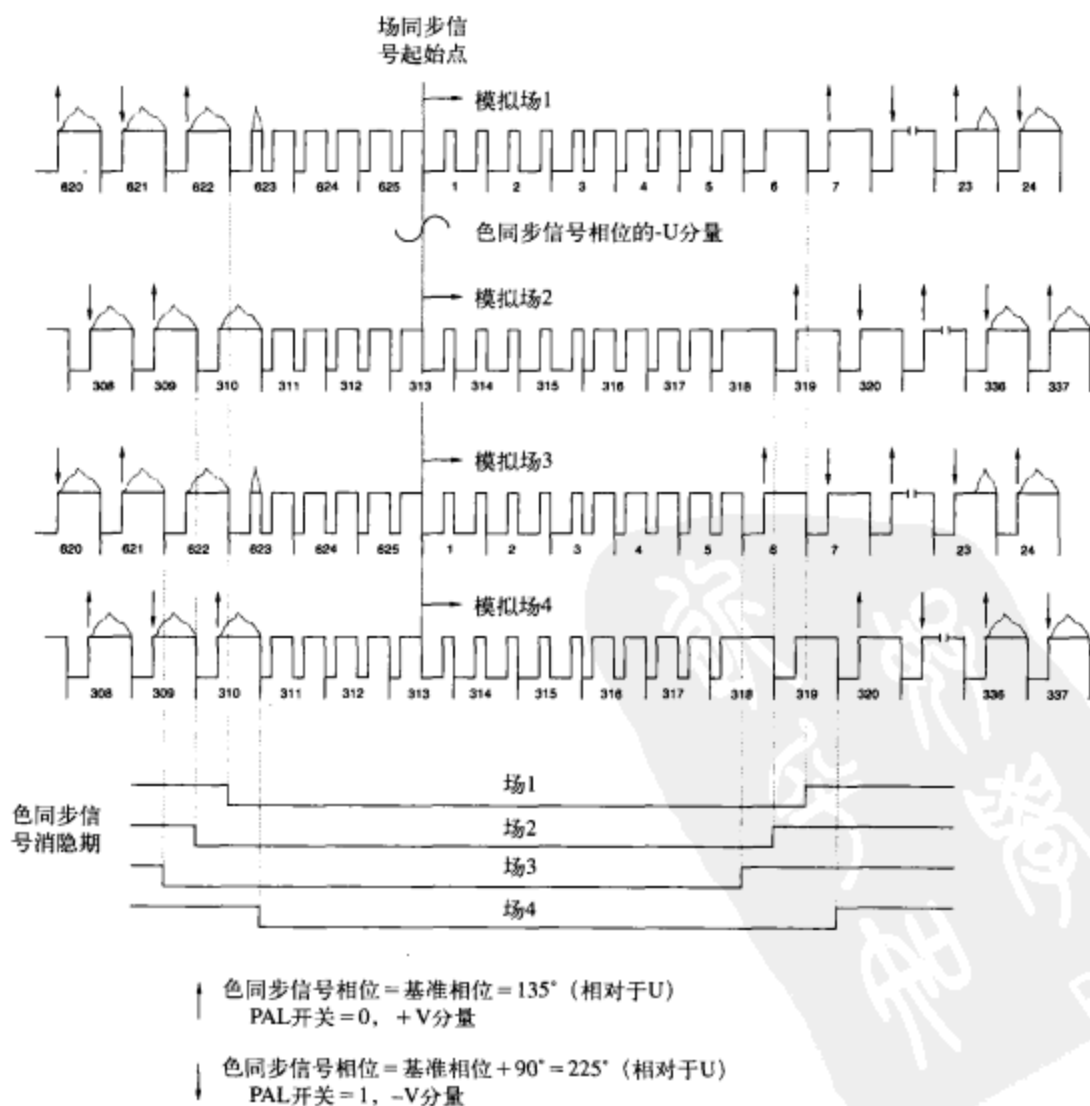 场同步信
号起始点
模拟场1
620 621 622 623 624 625 1 2 3 4 5 6 7 23 24
色同步信号相位的-U分量
模拟场2
308 309 310 311 312 313 314 315 316 317 318 319 320 336 337
模拟场3
620 621 622 623 624 625 1 2 3 4 5 6 7 23 24
模拟场4
308 309 310 311 312 313 314 315 316 317 318 319 320 336 337
色同步信
号消隐期
场1
场2
场3
场4
色同步信号相位=基准相位=135°(相对于U)
PAL开关=0, +V分量
色同步信号相位=基准相位+90°=225°(相对于U)
PAL开关=1, -V分量